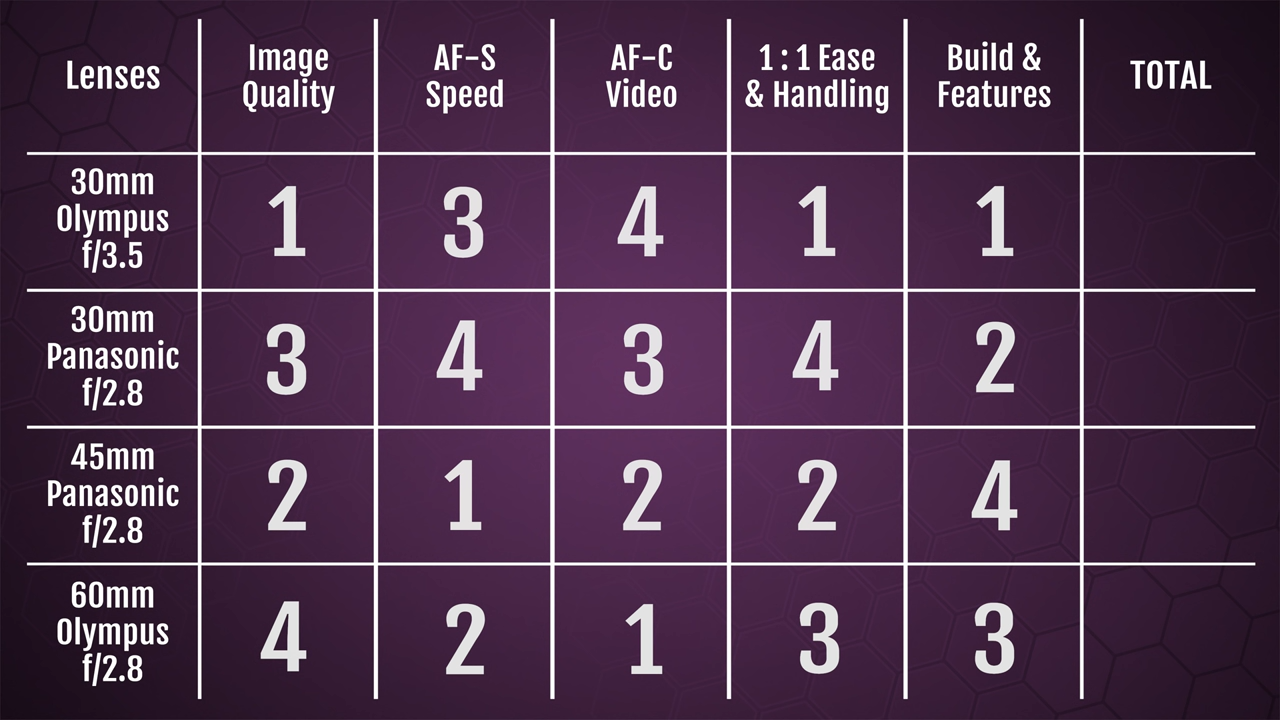 Lenses
Image
Quality
AF-S
Speed
AF-C
Video
1 : 1 Ease
& Handling
Build &
Features
TOTAL
30mm
Olympus
f/3.5
1
3
4
1
1
30mm
Panasonic
f/2.8
3
4
3
4
2
45mm
Panasonic
f/2.8
2
1
2
2
4
60mm
Olympus
f/2.8
4
2
1
3
3